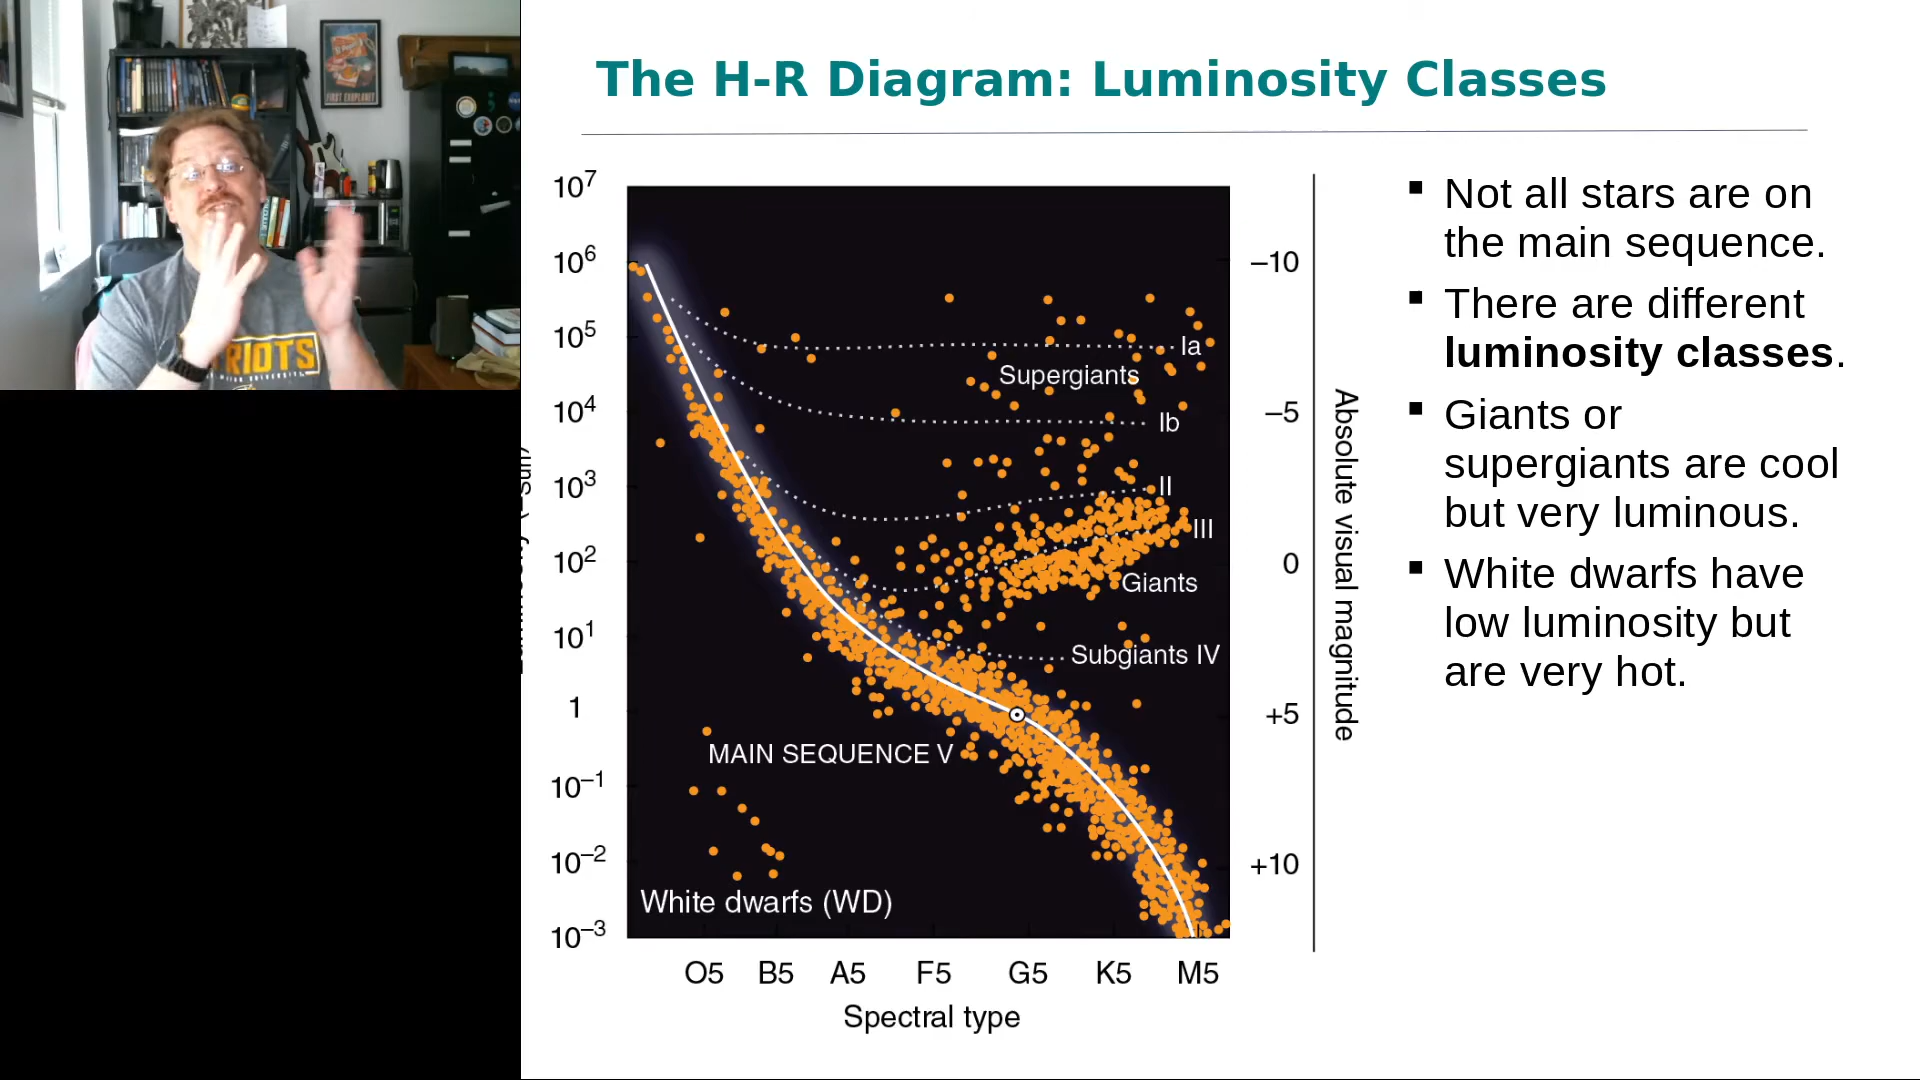 FIRST EXOPLANET
RIOTS
The H-R Diagram: Luminosity Classes
10⁷
10⁶
10⁵
10⁴
10³
10²
10¹
1
10⁻¹
10⁻²
10⁻³
Ia
Supergiants
Ib
II
III
Giants
Subgiants IV
MAIN SEQUENCE V
White dwarfs (WD)
–10
–5
0
+5
+10
Absolute visual magnitude
O5 B5 A5 F5 G5 K5 M5
Spectral type
▪ Not all stars are on
the main sequence.
▪ There are different
luminosity classes.
▪ Giants or
supergiants are cool
but very luminous.
▪ White dwarfs have
low luminosity but
are very hot.